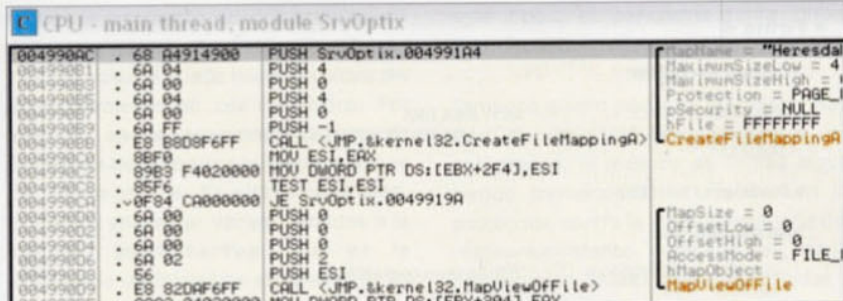 C CPU - main thread, module SrvOptix
004990AC . 68 A4914900 PUSH SrvOptix.004991A4 MapName = "Heresdal
004990B1 . 6A 04 PUSH 4 MaximumSizeLow = 4
004990B3 . 6A 00 PUSH 0 MaximumSizeHigh =
004990B5 . 6A 04 PUSH 4 Protection = PAGE_
004990B7 . 6A 00 PUSH 0 pSecurity = NULL
004990B9 . 6A FF PUSH -1 hFile = FFFFFFFF
004990BB . E8 B8D8F6FF CALL <JMP.&kernel32.CreateFileMappingA> CreateFileMappingA
004990C0 . 8BF0 MOV ESI,EAX
004990C2 . 89B3 F4020000 MOV DWORD PTR DS:[EBX+2F4],ESI
004990C8 . 85F6 TEST ESI,ESI
004990CA .v0F84 CA000000 JE SrvOptix.0049919A
004990D0 . 6A 00 PUSH 0 MapSize = 0
004990D2 . 6A 00 PUSH 0 OffsetLow = 0
004990D4 . 6A 00 PUSH 0 OffsetHigh = 0
004990D6 . 6A 02 PUSH 2 AccessMode = FILE_
004990D8 . 56 PUSH ESI hMapObject
004990D9 . E8 82DAF6FF CALL <JMP.&kernel32.MapViewOfFile> MapViewOfFile